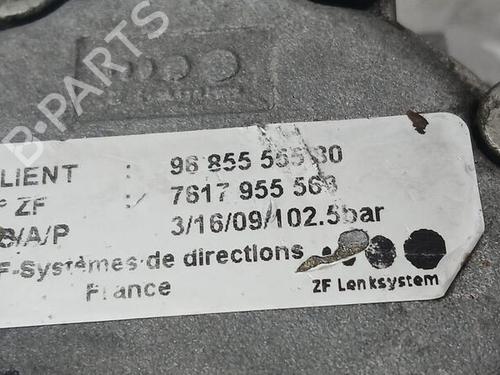 B-PARTS
LIENT : 96 855 555 80
° ZF : 7617 955 568
S/A/P 3/16/09/102.5bar
F-Systèmes de directions
France
ZF Lenksystem